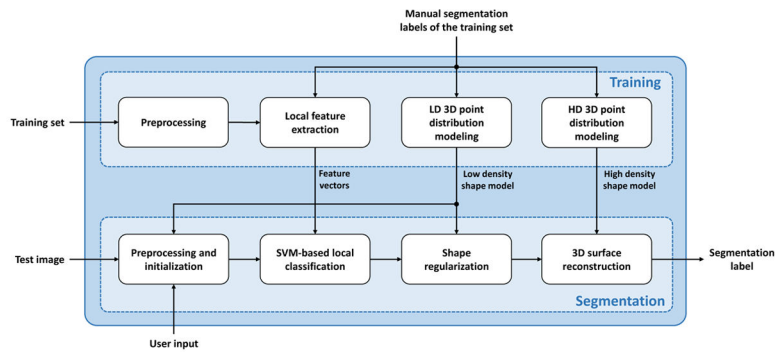 Manual segmentation
labels of the training set
Training
Training set
Preprocessing
Local feature
extraction
LD 3D point
distribution
modeling
HD 3D point
distribution
modeling
Feature
vectors
Low density
shape model
High density
shape model
Test image
Preprocessing and
initialization
SVM-based local
classification
Shape
regularization
3D surface
reconstruction
Segmentation
label
Segmentation
User input